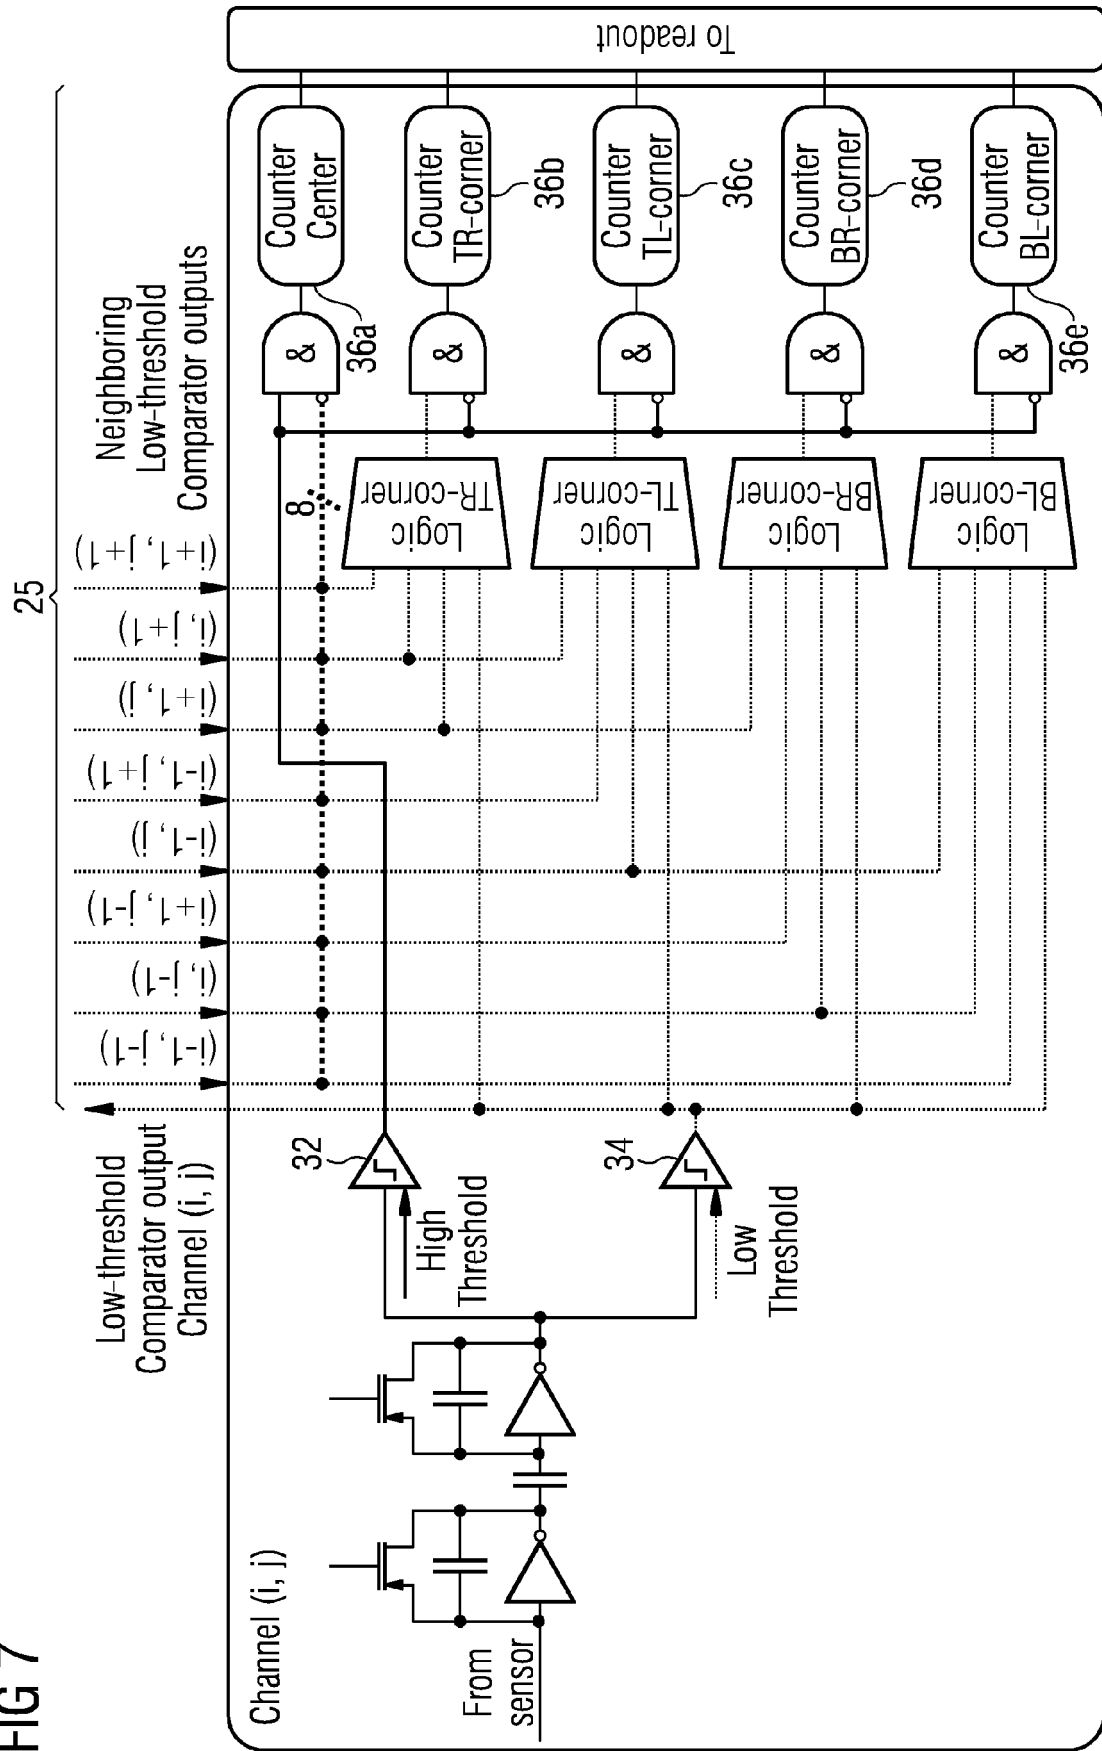 FIG 7
25
Low-threshold
Comparator output
Channel (i, j)
(i-1, j-1)
(i, j-1)
(i+1, j-1)
(i-1, j)
(i-1, j+1)
(i+1, j)
(i, j+1)
(i+1, j+1)
Neighboring
Low-threshold
Comparator outputs
Channel (i, j)
From
sensor
32
High
Threshold
34
Low
Threshold
8
TR-corner
Logic
TL-corner
Logic
BR-corner
Logic
BL-corner
Logic
&
&
&
&
&
36a
Counter
Center
36b
Counter
TR-corner
36c
Counter
TL-corner
36d
Counter
BR-corner
36e
Counter
BL-corner
To readout